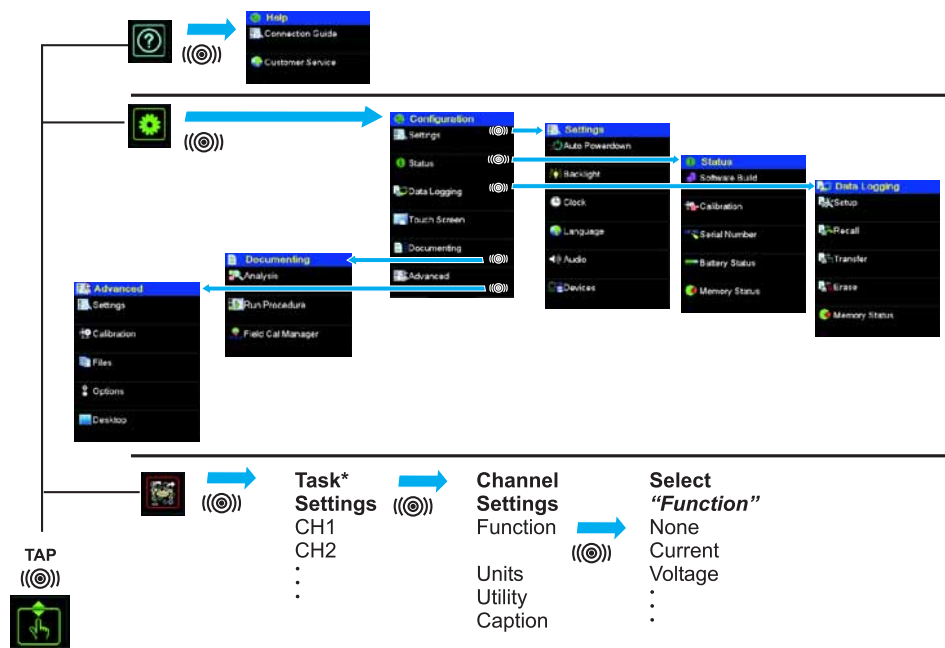 Help
Connection Guide
Customer Service
Configuration
Settings
Status
Data Logging
Touch Screen
Documenting
Advanced
Settings
Auto Powerdown
Backlight
Clock
Language
Audio
Devices
Status
Software Build
Calibration
Serial Number
Battery Status
Memory Status
Data Logging
Setup
Recall
Transfer
Erase
Memory Status
Documenting
Analysis
Run Procedure
Field Cal Manager
Advanced
Settings
Calibration
Files
Options
Desktop
Task*
Settings
CH1
CH2
Channel
Settings
Function
Units
Utility
Caption
Select
"Function"
None
Current
Voltage
TAP